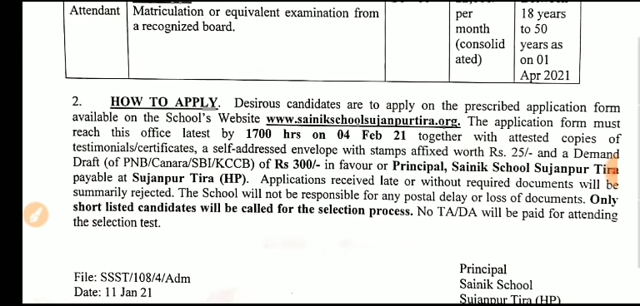 Attendant Matriculation or equivalent examination from per 18 years
a recognized board. month to 50
(consolid years as
ated) on 01
Apr 2021
2. HOW TO APPLY. Desirous candidates are to apply on the prescribed application form
available on the School's Website www.sainikschoolsujanpurtira.org. The application form must
reach this office latest by 1700 hrs on 04 Feb 21 together with attested copies of
testimonials/certificates, a self-addressed envelope with stamps affixed worth Rs. 25/- and a Demand
Draft (of PNB/Canara/SBI/KCCB) of Rs 300/- in favour or Principal, Sainik School Sujanpur Tira
payable at Sujanpur Tira (HP). Applications received late or without required documents will be
summarily rejected. The School will not be responsible for any postal delay or loss of documents. Only
short listed candidates will be called for the selection process. No TA/DA will be paid for attending
the selection test.
File: SSST/108/4/Adm
Date: 11 Jan 21
Principal
Sainik School
Sujanpur Tira (HP)